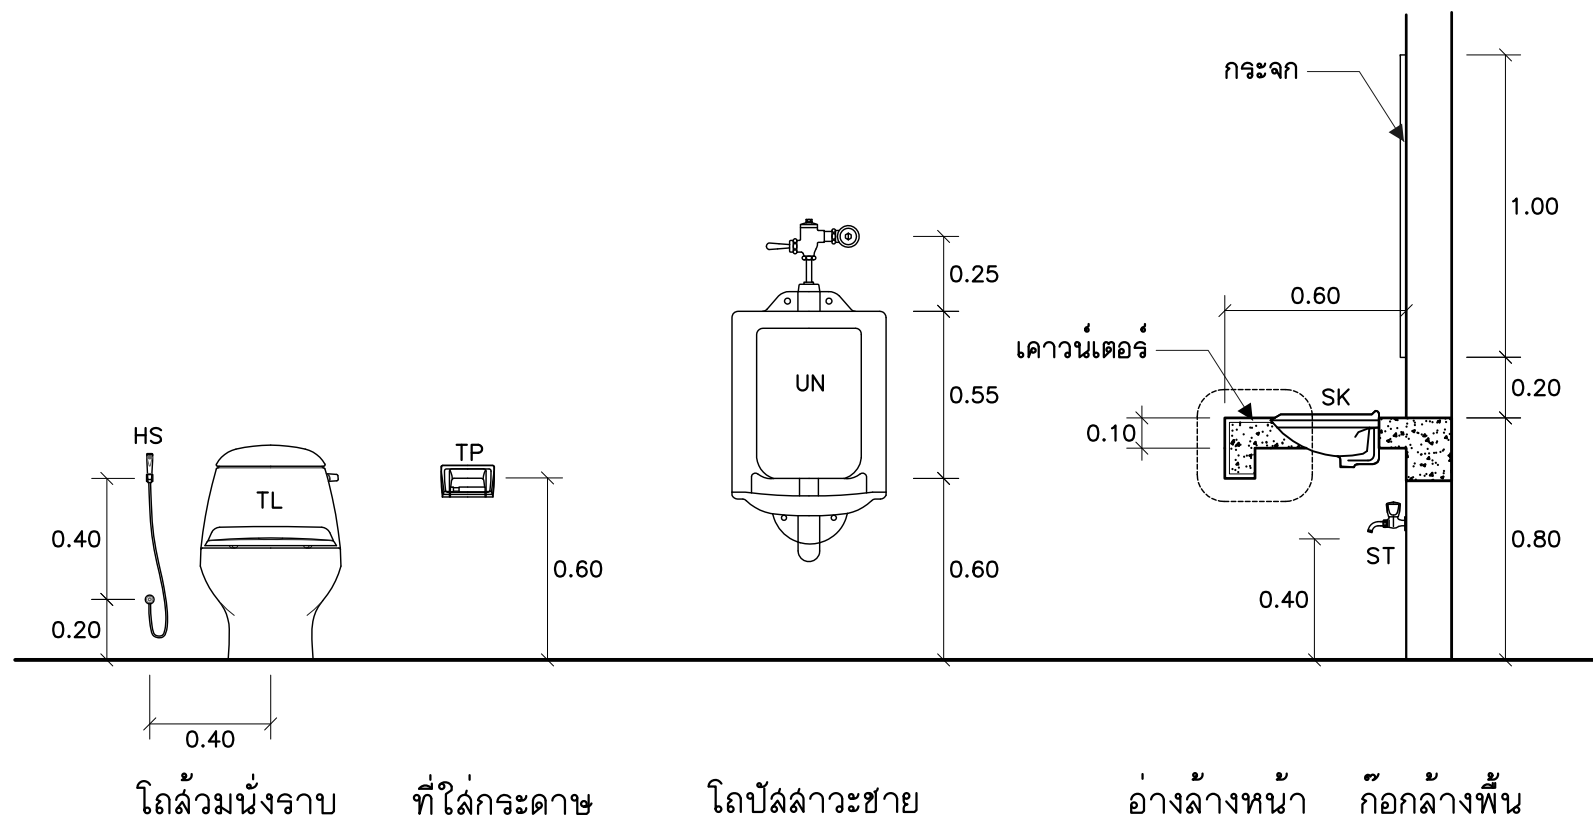 กระจก
1.00
0.25
0.60
เคาวน์เตอร์
UN
0.55
SK
0.20
0.10
HS
TP
TL
0.40
0.60
0.60
ST
0.80
0.40
0.20
0.40
โถส้วมนั่งราบ
ที่ใส่กระดาษ
โถปัสสาวะชาย
อ่างล้างหน้า
ก๊อกล้างพื้น